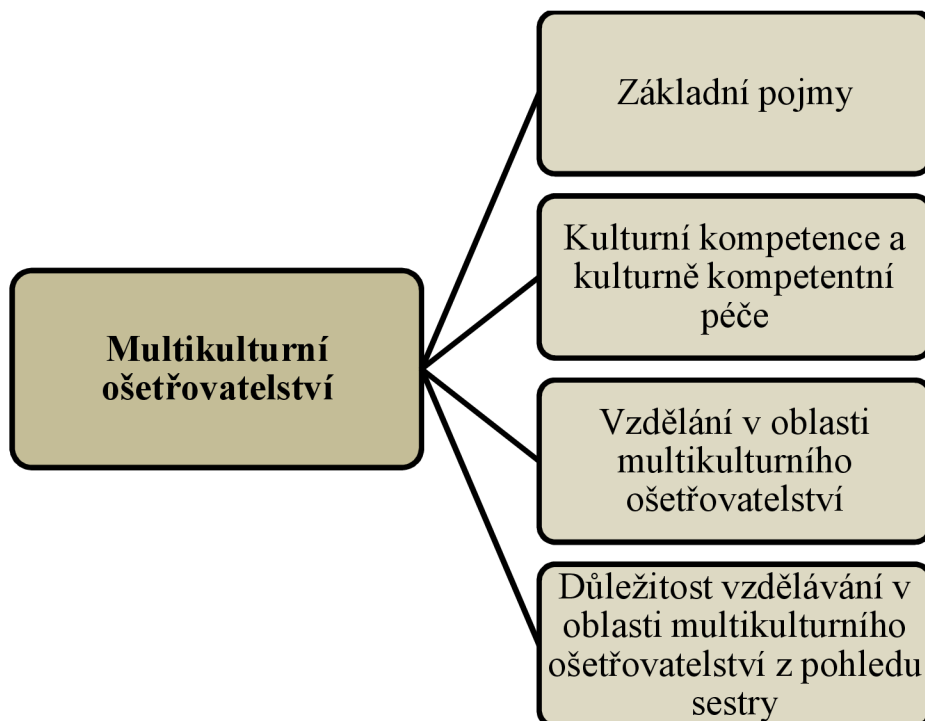 Základní pojmy
Kulturní kompetence a
kulturně kompetentní
péče
Multikulturní
ošetřovatelství
Vzdělání v oblasti
multikulturního
ošetřovatelství
Důležitost vzdělávání v
oblasti multikulturního
ošetřovatelství z pohledu
sestry